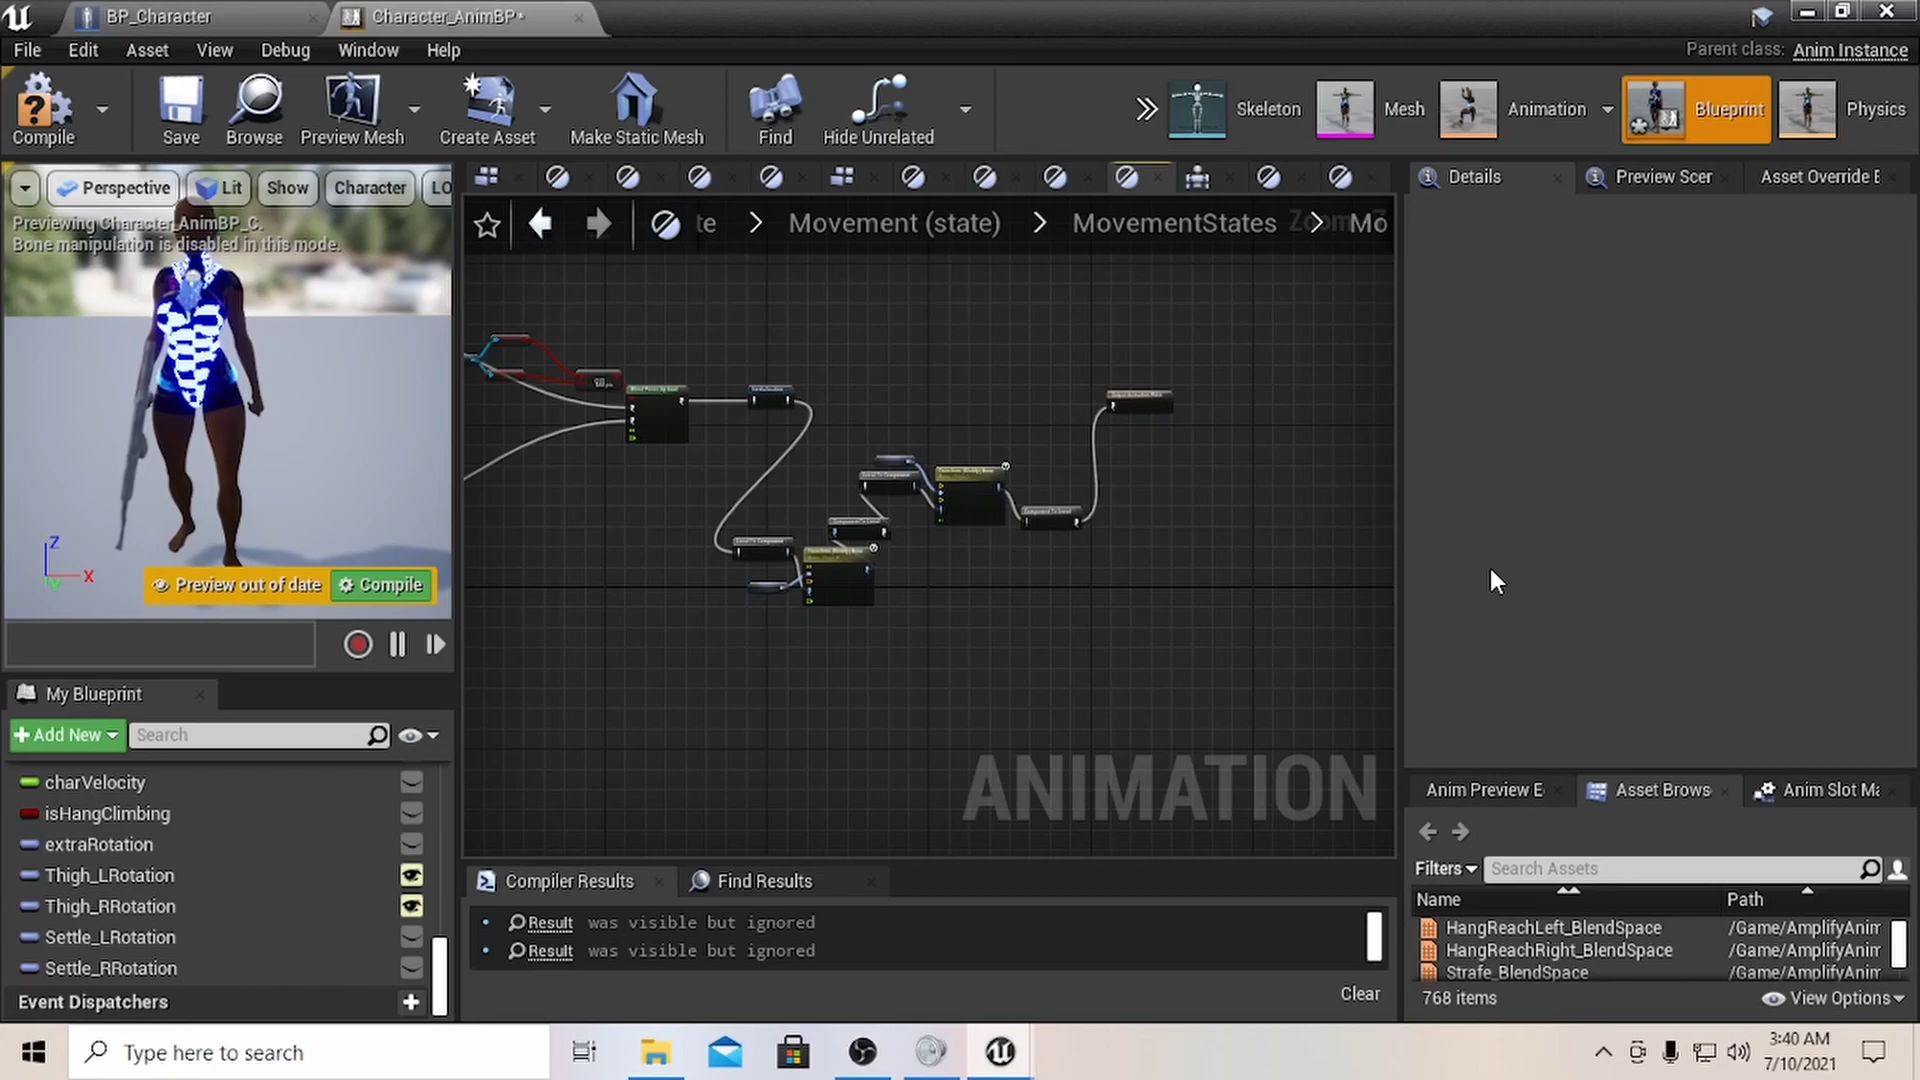 BP_Character
Character_AnimBP*
File Edit Asset View Debug Window Help
Parent class: Anim Instance
Compile
Save
Browse
Preview Mesh
Create Asset
Make Static Mesh
Find
Hide Unrelated
Skeleton
Mesh
Animation
Blueprint
Physics
Perspective
Lit
Show
Character
LO
Previewing Character_AnimBP_C.
Bone manipulation is disabled in this mode.
Z
X
Y
Preview out of date
Compile
te > Movement (state) > MovementStates > Mo
Zoom -7
ANIMATION
Details
Preview Scer
Asset Override E
My Blueprint
Add New
Search
charVelocity
isHangClimbing
extraRotation
Thigh_LRotation
Thigh_RRotation
Settle_LRotation
Settle_RRotation
Event Dispatchers
Compiler Results
Find Results
Result was visible but ignored
Result was visible but ignored
Clear
Anim Preview E
Asset Brows
Anim Slot Ma
Filters
Search Assets
Name
Path
HangReachLeft_BlendSpace /Game/AmplifyAnim
HangReachRight_BlendSpace /Game/AmplifyAnim
Strafe_BlendSpace /Game/AmplifyAnim
768 items
View Options
Type here to search
3:40 AM
7/10/2021